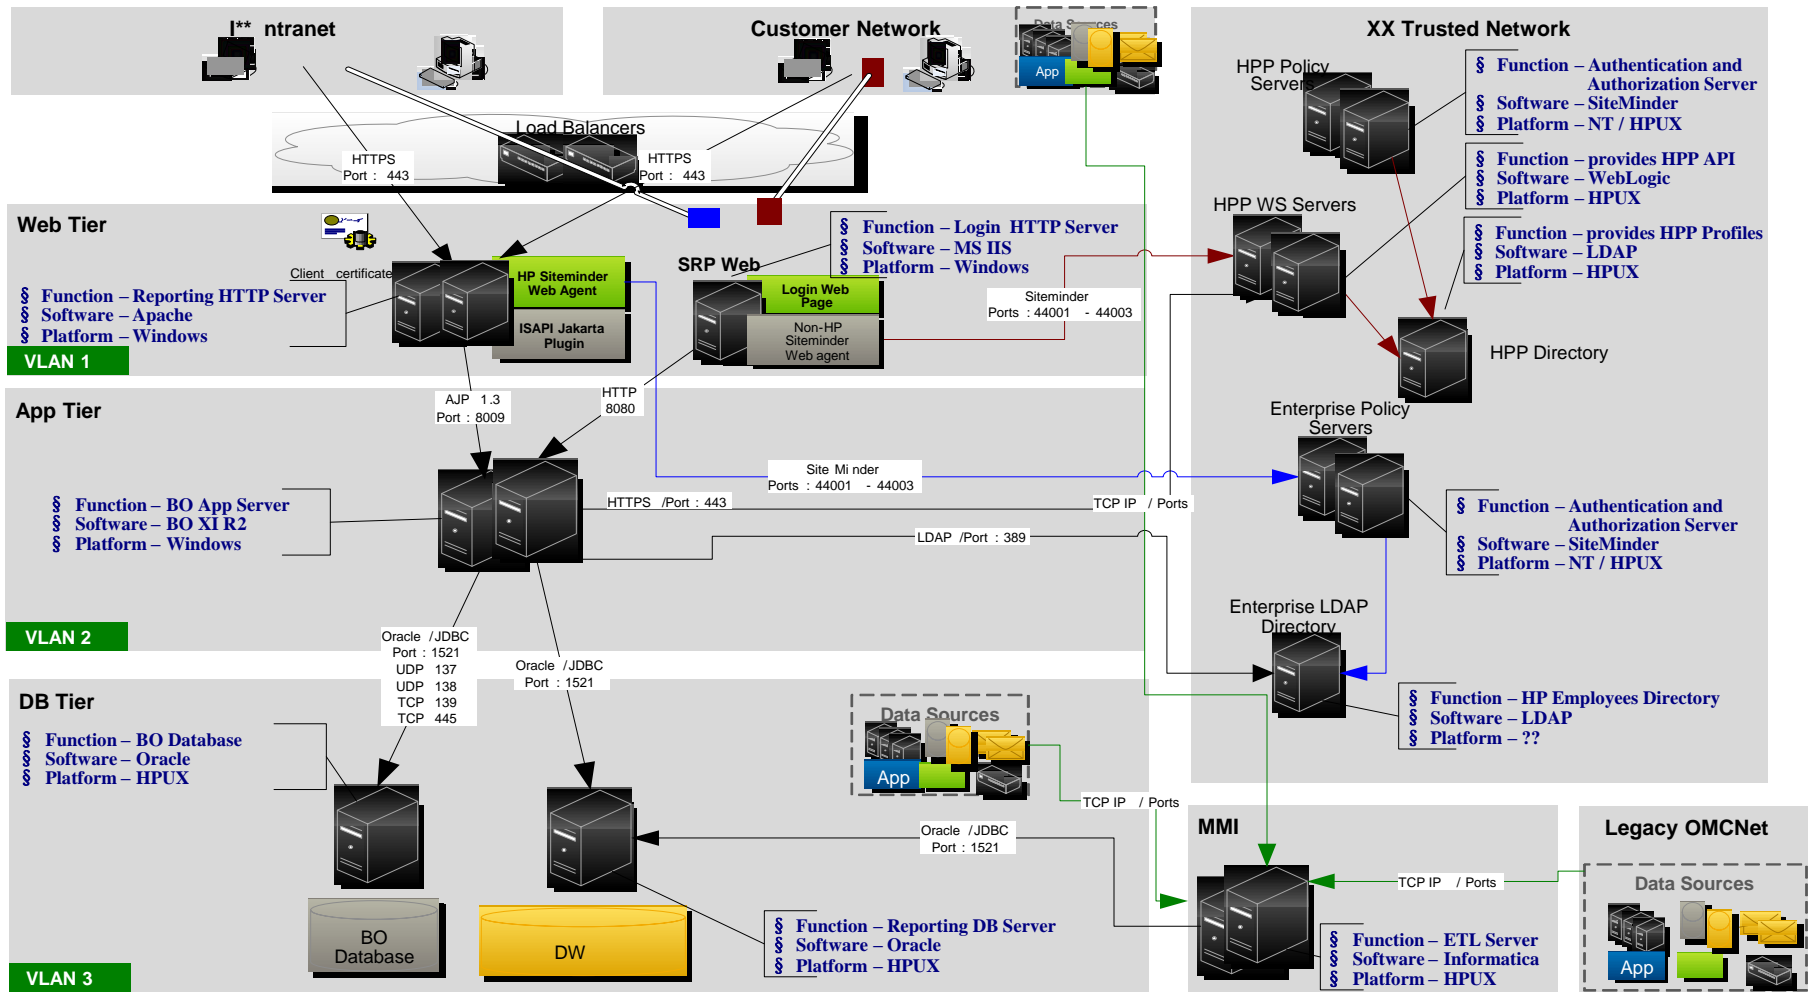 I** ntranet
Customer Network
Data Sources
App
XX Trusted Network
HPP Policy
Servers
§ Function – Authentication and
Authorization Server
§ Software – SiteMinder
§ Platform – NT / HPUX
Load Balancers
HTTPS
Port : 443
HTTPS
Port : 443
§ Function – provides HPP API
§ Software – WebLogic
§ Platform – HPUX
HPP WS Servers
§ Function – provides HPP Profiles
§ Software – LDAP
§ Platform – HPUX
HPP Directory
Web Tier
Client certificate
§ Function – Reporting HTTP Server
§ Software – Apache
§ Platform – Windows
VLAN 1
HP Siteminder
Web Agent
ISAPI Jakarta
Plugin
SRP Web
§ Function – Login HTTP Server
§ Software – MS IIS
§ Platform – Windows
Login Web
Page
Non-HP
Siteminder
Web agent
Siteminder
Ports : 44001 - 44003
AJP 1.3
Port : 8009
HTTP
8080
App Tier
§ Function – BO App Server
§ Software – BO XI R2
§ Platform – Windows
VLAN 2
Site Minder
Ports : 44001 - 44003
HTTPS /Port : 443
TCP IP / Ports
LDAP /Port : 389
Enterprise Policy
Servers
§ Function – Authentication and
Authorization Server
§ Software – SiteMinder
§ Platform – NT / HPUX
Enterprise LDAP
Directory
§ Function – HP Employees Directory
§ Software – LDAP
§ Platform – ??
Oracle /JDBC
Port : 1521
UDP 137
UDP 138
TCP 139
TCP 445
Oracle /JDBC
Port : 1521
DB Tier
§ Function – BO Database
§ Software – Oracle
§ Platform – HPUX
VLAN 3
BO
Database
DW
Data Sources
App
TCP IP / Ports
Oracle /JDBC
Port : 1521
§ Function – Reporting DB Server
§ Software – Oracle
§ Platform – HPUX
MMI
TCP IP / Ports
§ Function – ETL Server
§ Software – Informatica
§ Platform – HPUX
Legacy OMCNet
Data Sources
App